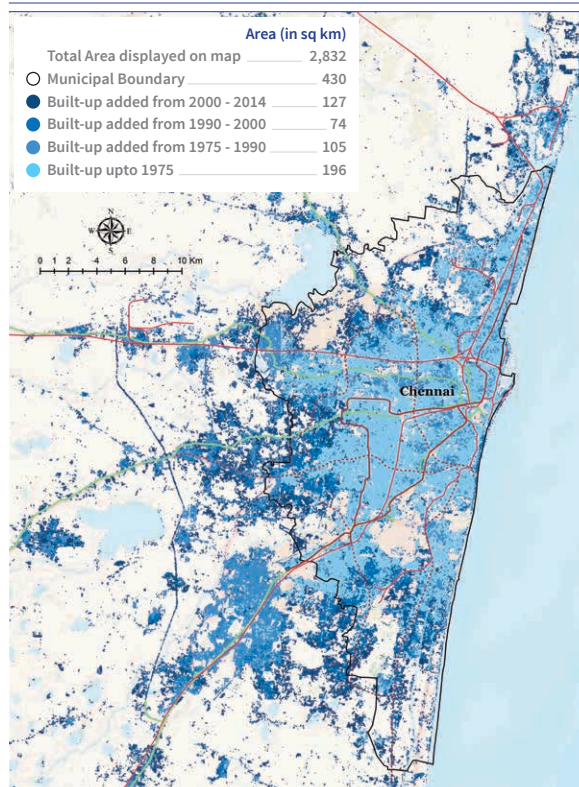 Area (in sq km)
Total Area displayed on map 2,832
Municipal Boundary 430
Built-up added from 2000 - 2014 127
Built-up added from 1990 - 2000 74
Built-up added from 1975 - 1990 105
Built-up upto 1975 196
N
W E
S
0 2 4 6 8 10 Km
Chennai